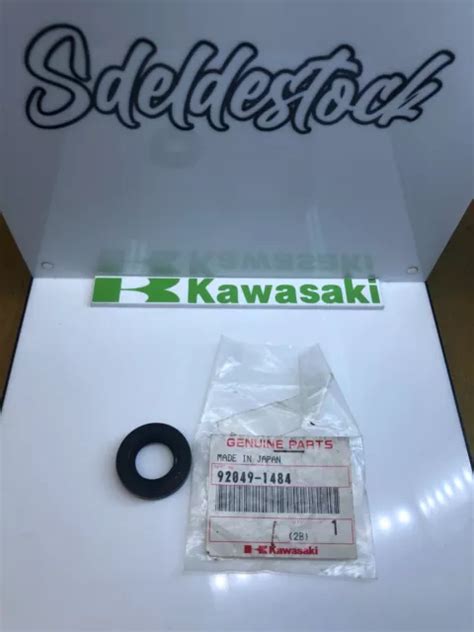 Sdeldestock
Kawasaki
GENUINE PARTS
MADE IN JAPAN
92049-1484
1
(2B)
Kawasaki